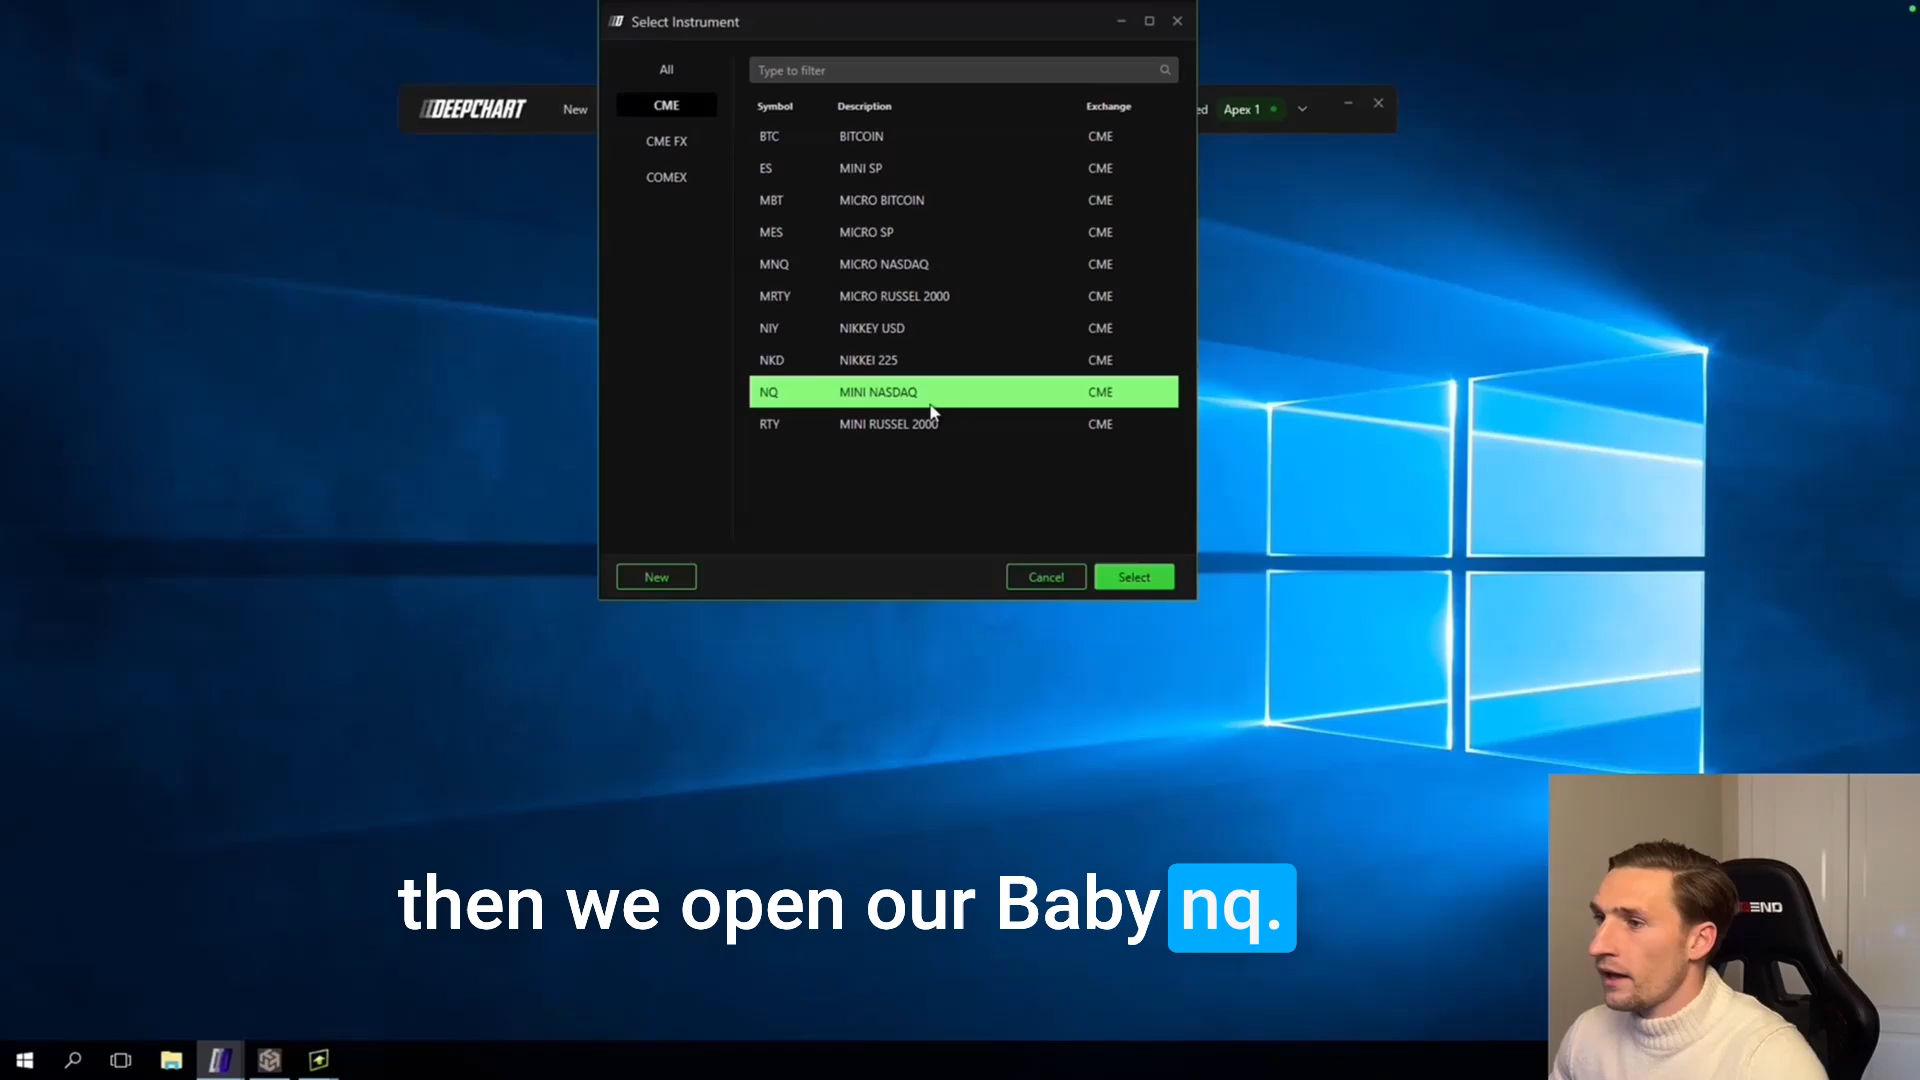 Select Instrument
All
Type to filter
CME
Symbol Description Exchange
DEEPCHART New
ed Apex 1
BTC BITCOIN CME
CME FX
ES MINI SP CME
COMEX
MBT MICRO BITCOIN CME
MES MICRO SP CME
MNQ MICRO NASDAQ CME
MRTY MICRO RUSSEL 2000 CME
NIY NIKKEY USD CME
NKD NIKKEI 225 CME
NQ MINI NASDAQ CME
RTY MINI RUSSEL 2000 CME
New Cancel Select
then we open our Baby nq.